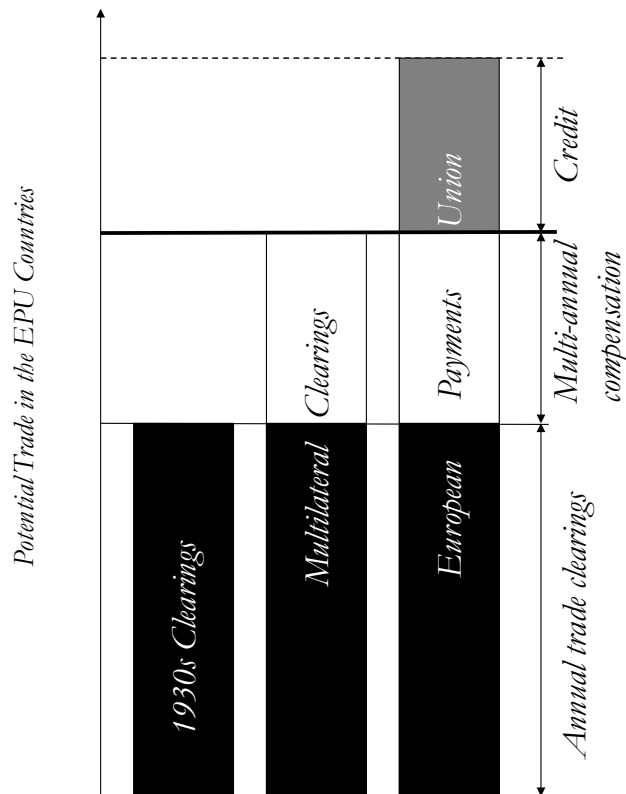 Potential Trade in the EPU Countries
1930s Clearings
Multilateral Clearings
European Payments Union
Credit
Multi-annual
compensation
Annual trade clearings